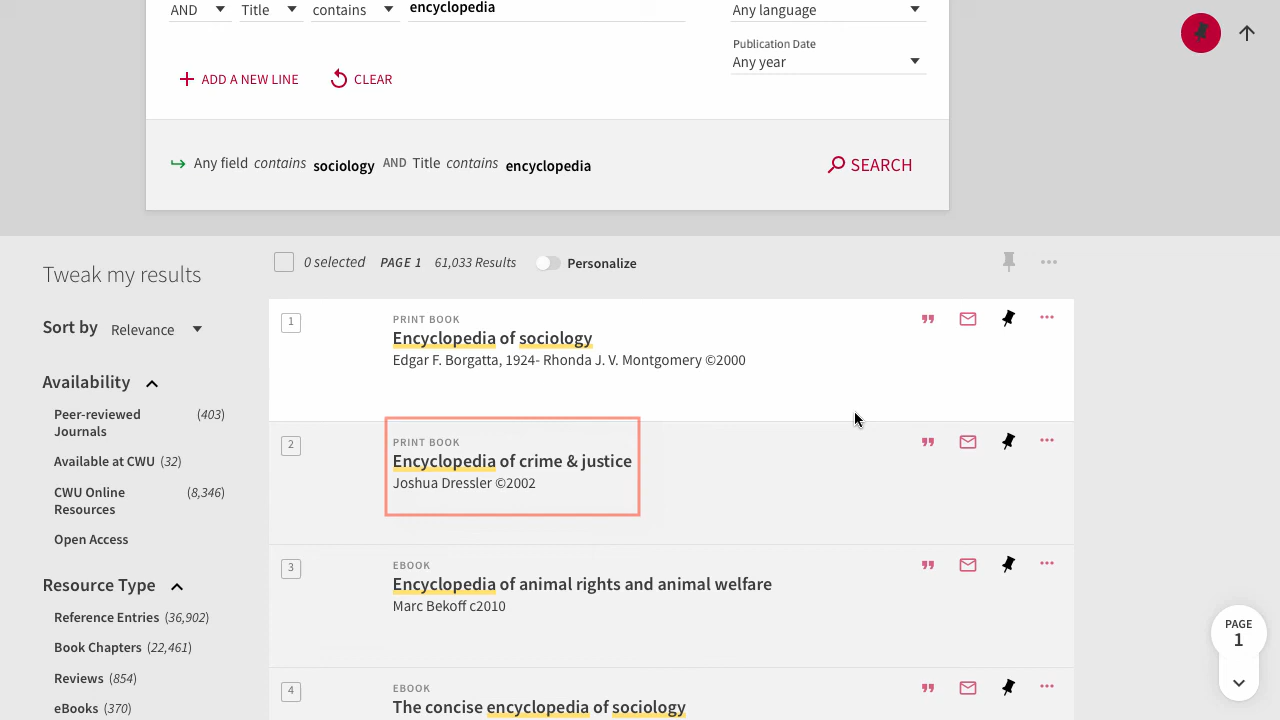 AND Title contains encyclopedia
Any language
Publication Date
Any year
ADD A NEW LINE CLEAR
Any field contains sociology AND Title contains encyclopedia
SEARCH
Tweak my results
0 selected PAGE 1 61,033 Results Personalize
Sort by Relevance
Availability
Peer-reviewed Journals (403)
Available at CWU (32)
CWU Online Resources (8,346)
Open Access
Resource Type
Reference Entries (36,902)
Book Chapters (22,461)
Reviews (854)
eBooks (370)
1
PRINT BOOK
Encyclopedia of sociology
Edgar F. Borgatta, 1924- Rhonda J. V. Montgomery ©2000
2
PRINT BOOK
Encyclopedia of crime & justice
Joshua Dressler ©2002
3
EBOOK
Encyclopedia of animal rights and animal welfare
Marc Bekoff c2010
4
EBOOK
The concise encyclopedia of sociology
PAGE
1